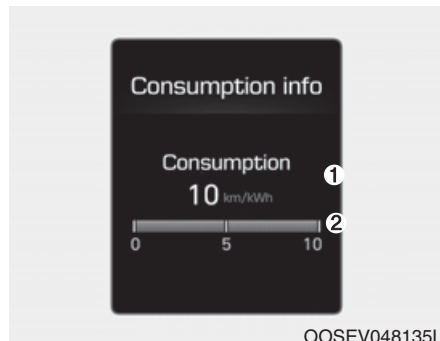 Consumption info
Consumption
10 km/kWh
1
2
0 5 10
OOSEV048135L